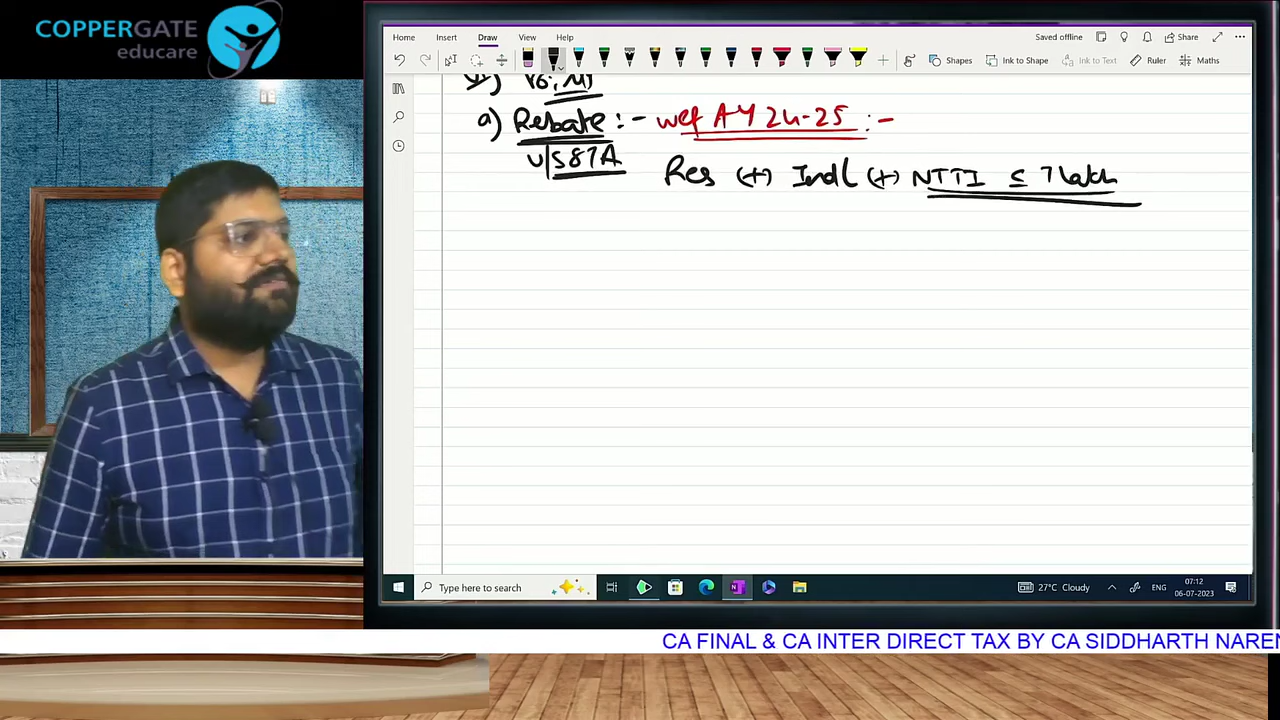 COPPERGATE
educare
Home Insert Draw View Help
Saved offline
Share
Shapes
Ink to Shape
Ink to Text
Ruler
Maths
a) Rebate :- wef AY 24-25 :-
u/s 87A
Res (+) Indl (+) NTTI ≤ 7 lakh
Type here to search
27°C Cloudy
ENG
07:12
06-07-2023
CA FINAL & CA INTER DIRECT TAX BY CA SIDDHARTH NAREN